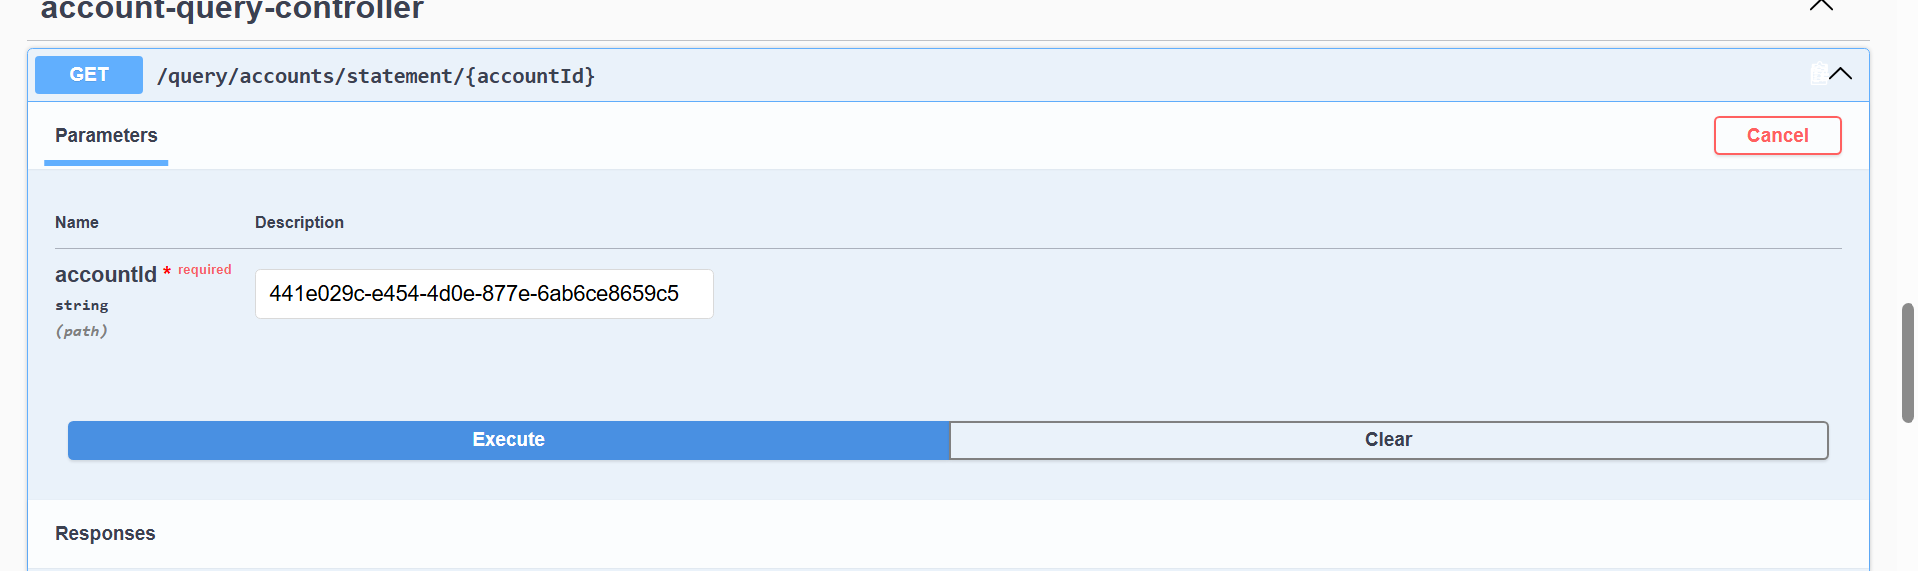 account-query-controller
GET /query/accounts/statement/{accountId}
Parameters
Cancel
Name Description
accountId * required
string
(path)
441e029c-e454-4d0e-877e-6ab6ce8659c5
Execute Clear
Responses